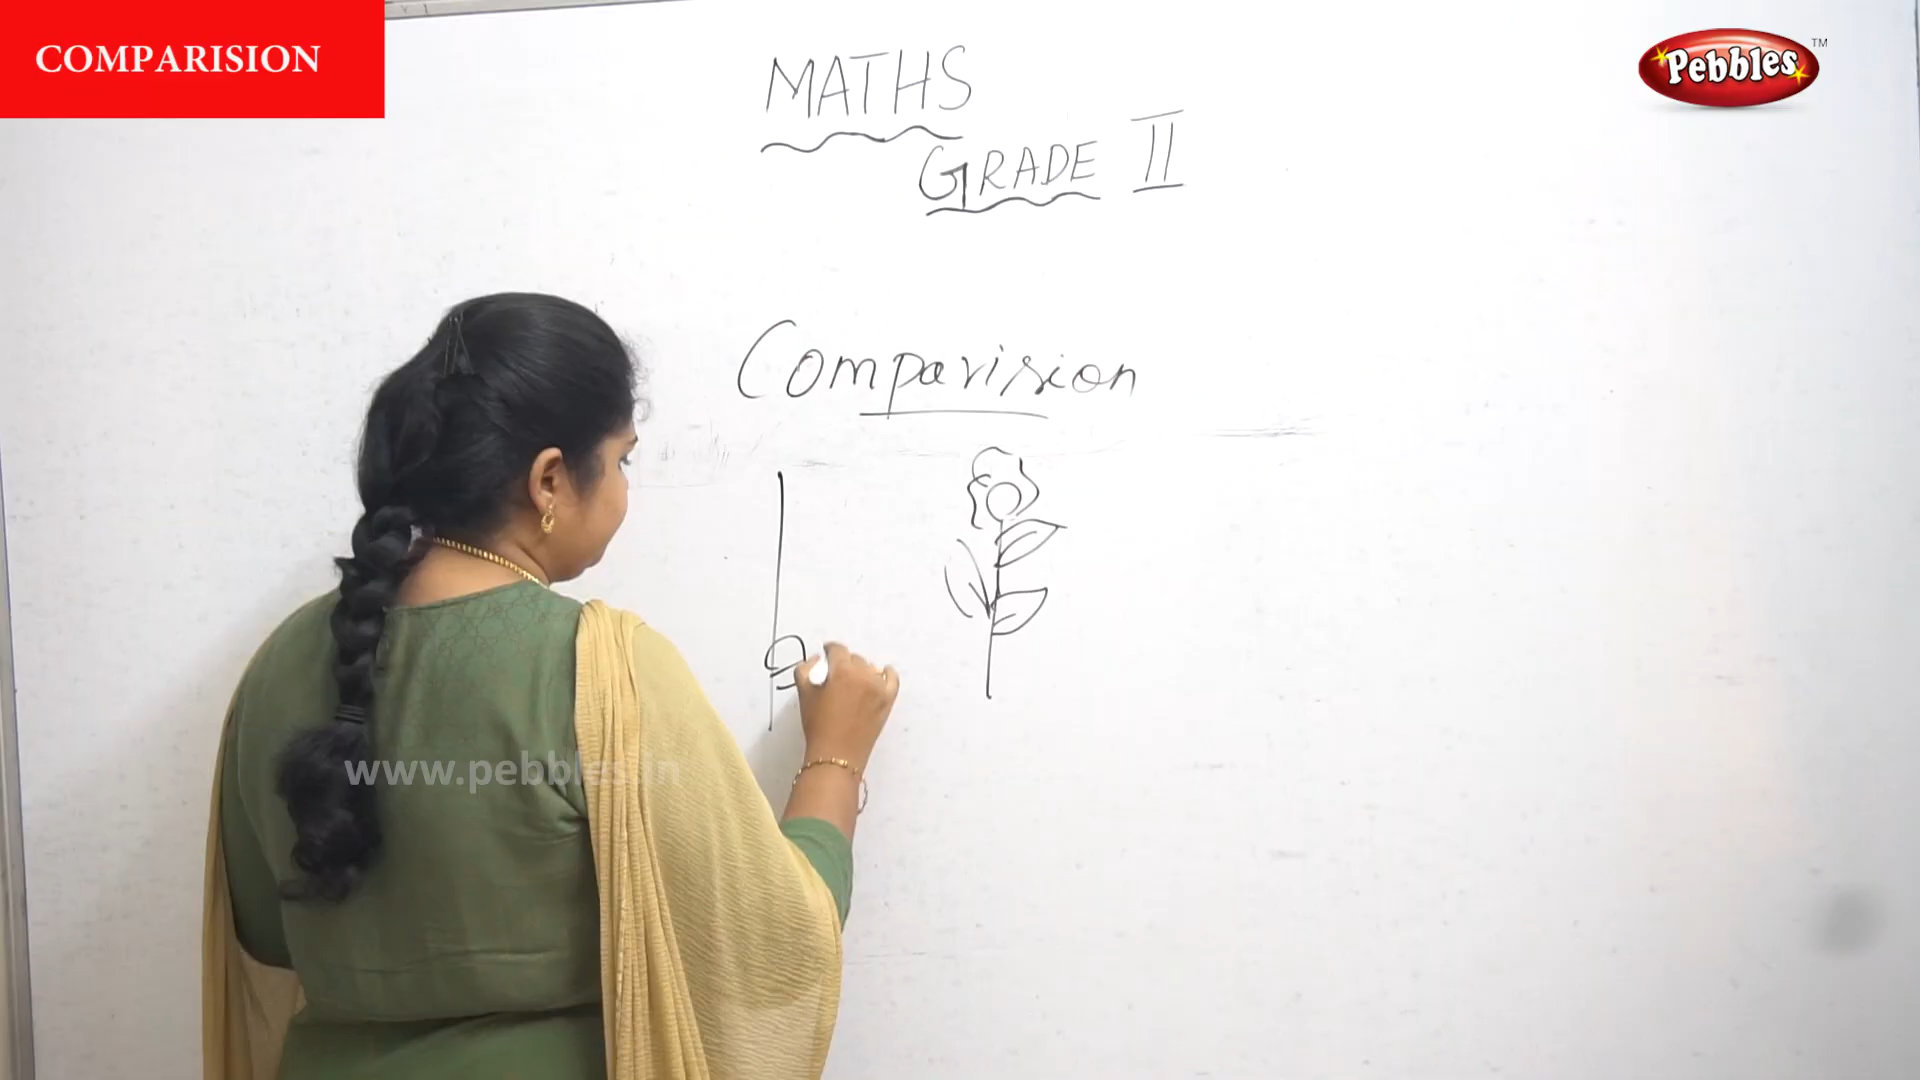 COMPARISION
Pebbles TM
MATHS
GRADE II
Comparision
www.pebbles.in